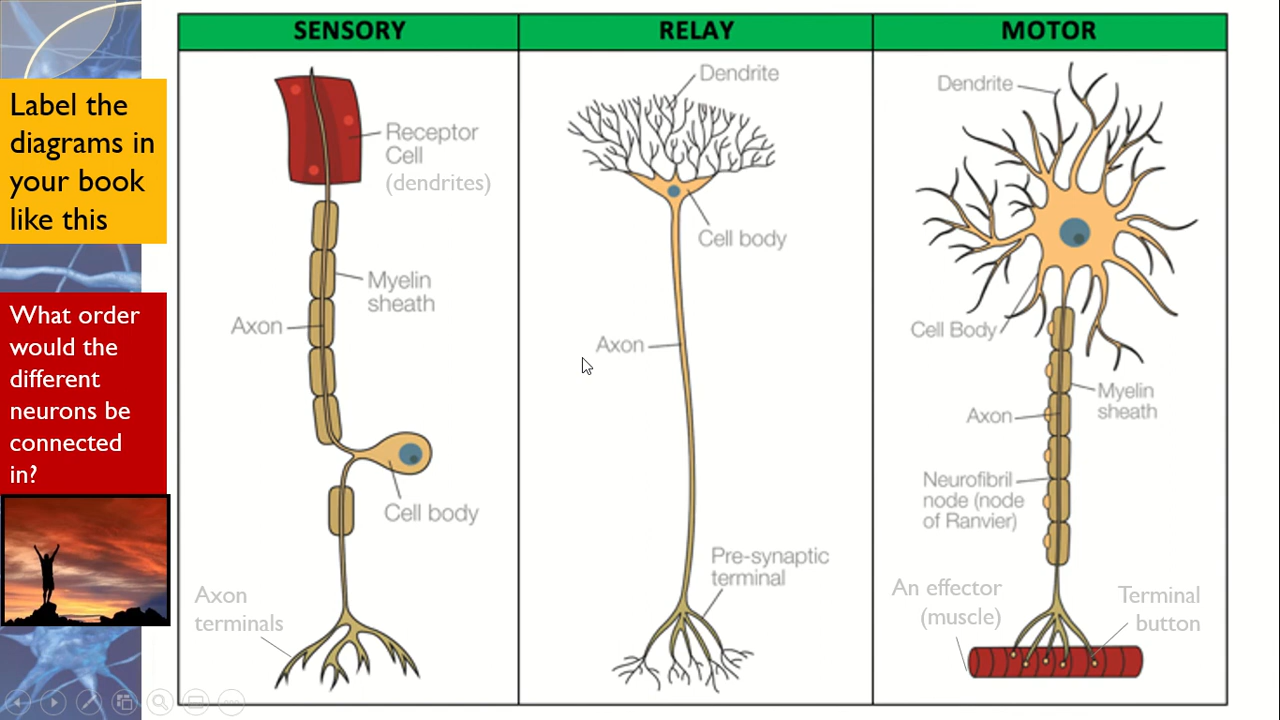 Label the
diagrams in
your book
like this
What order
would the
different
neurons be
connected
in?
SENSORY
Receptor
Cell
(dendrites)
Myelin
sheath
Axon
Cell body
Axon
terminals
RELAY
Dendrite
Cell body
Axon
Pre-synaptic
terminal
MOTOR
Dendrite
Cell Body
Myelin
sheath
Axon
Neurofibril
node (node
of Ranvier)
An effector
(muscle)
Terminal
button